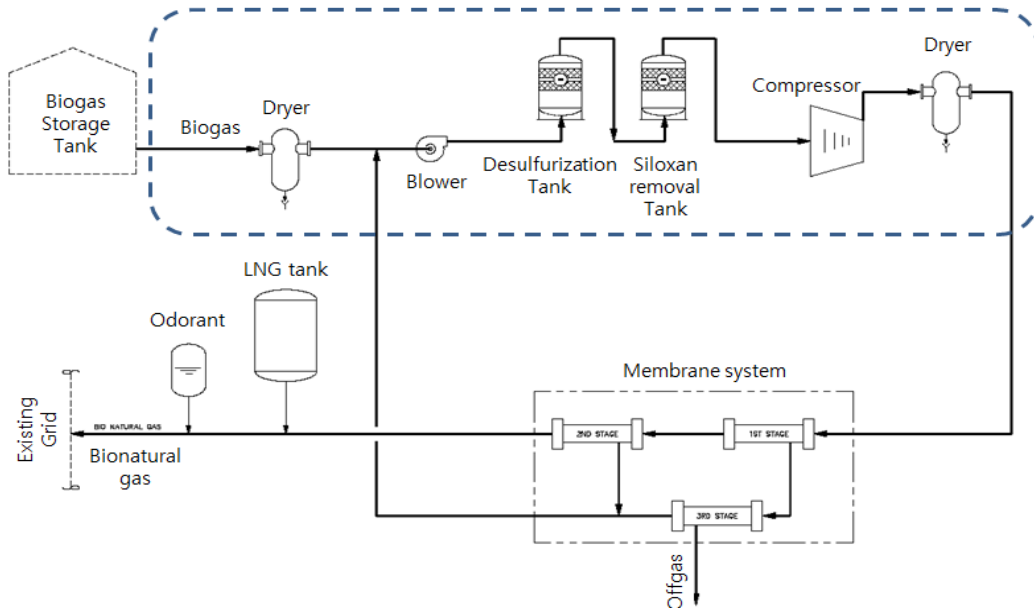 Biogas
Storage
Tank
Biogas
Dryer
Blower
Desulfurization
Tank
Siloxan
removal
Tank
Compressor
Dryer
LNG tank
Odorant
Membrane system
Existing
Grid
BIO NATURAL GAS
Bionatural
gas
2ND STAGE
1ST STAGE
3RD STAGE
Offgas